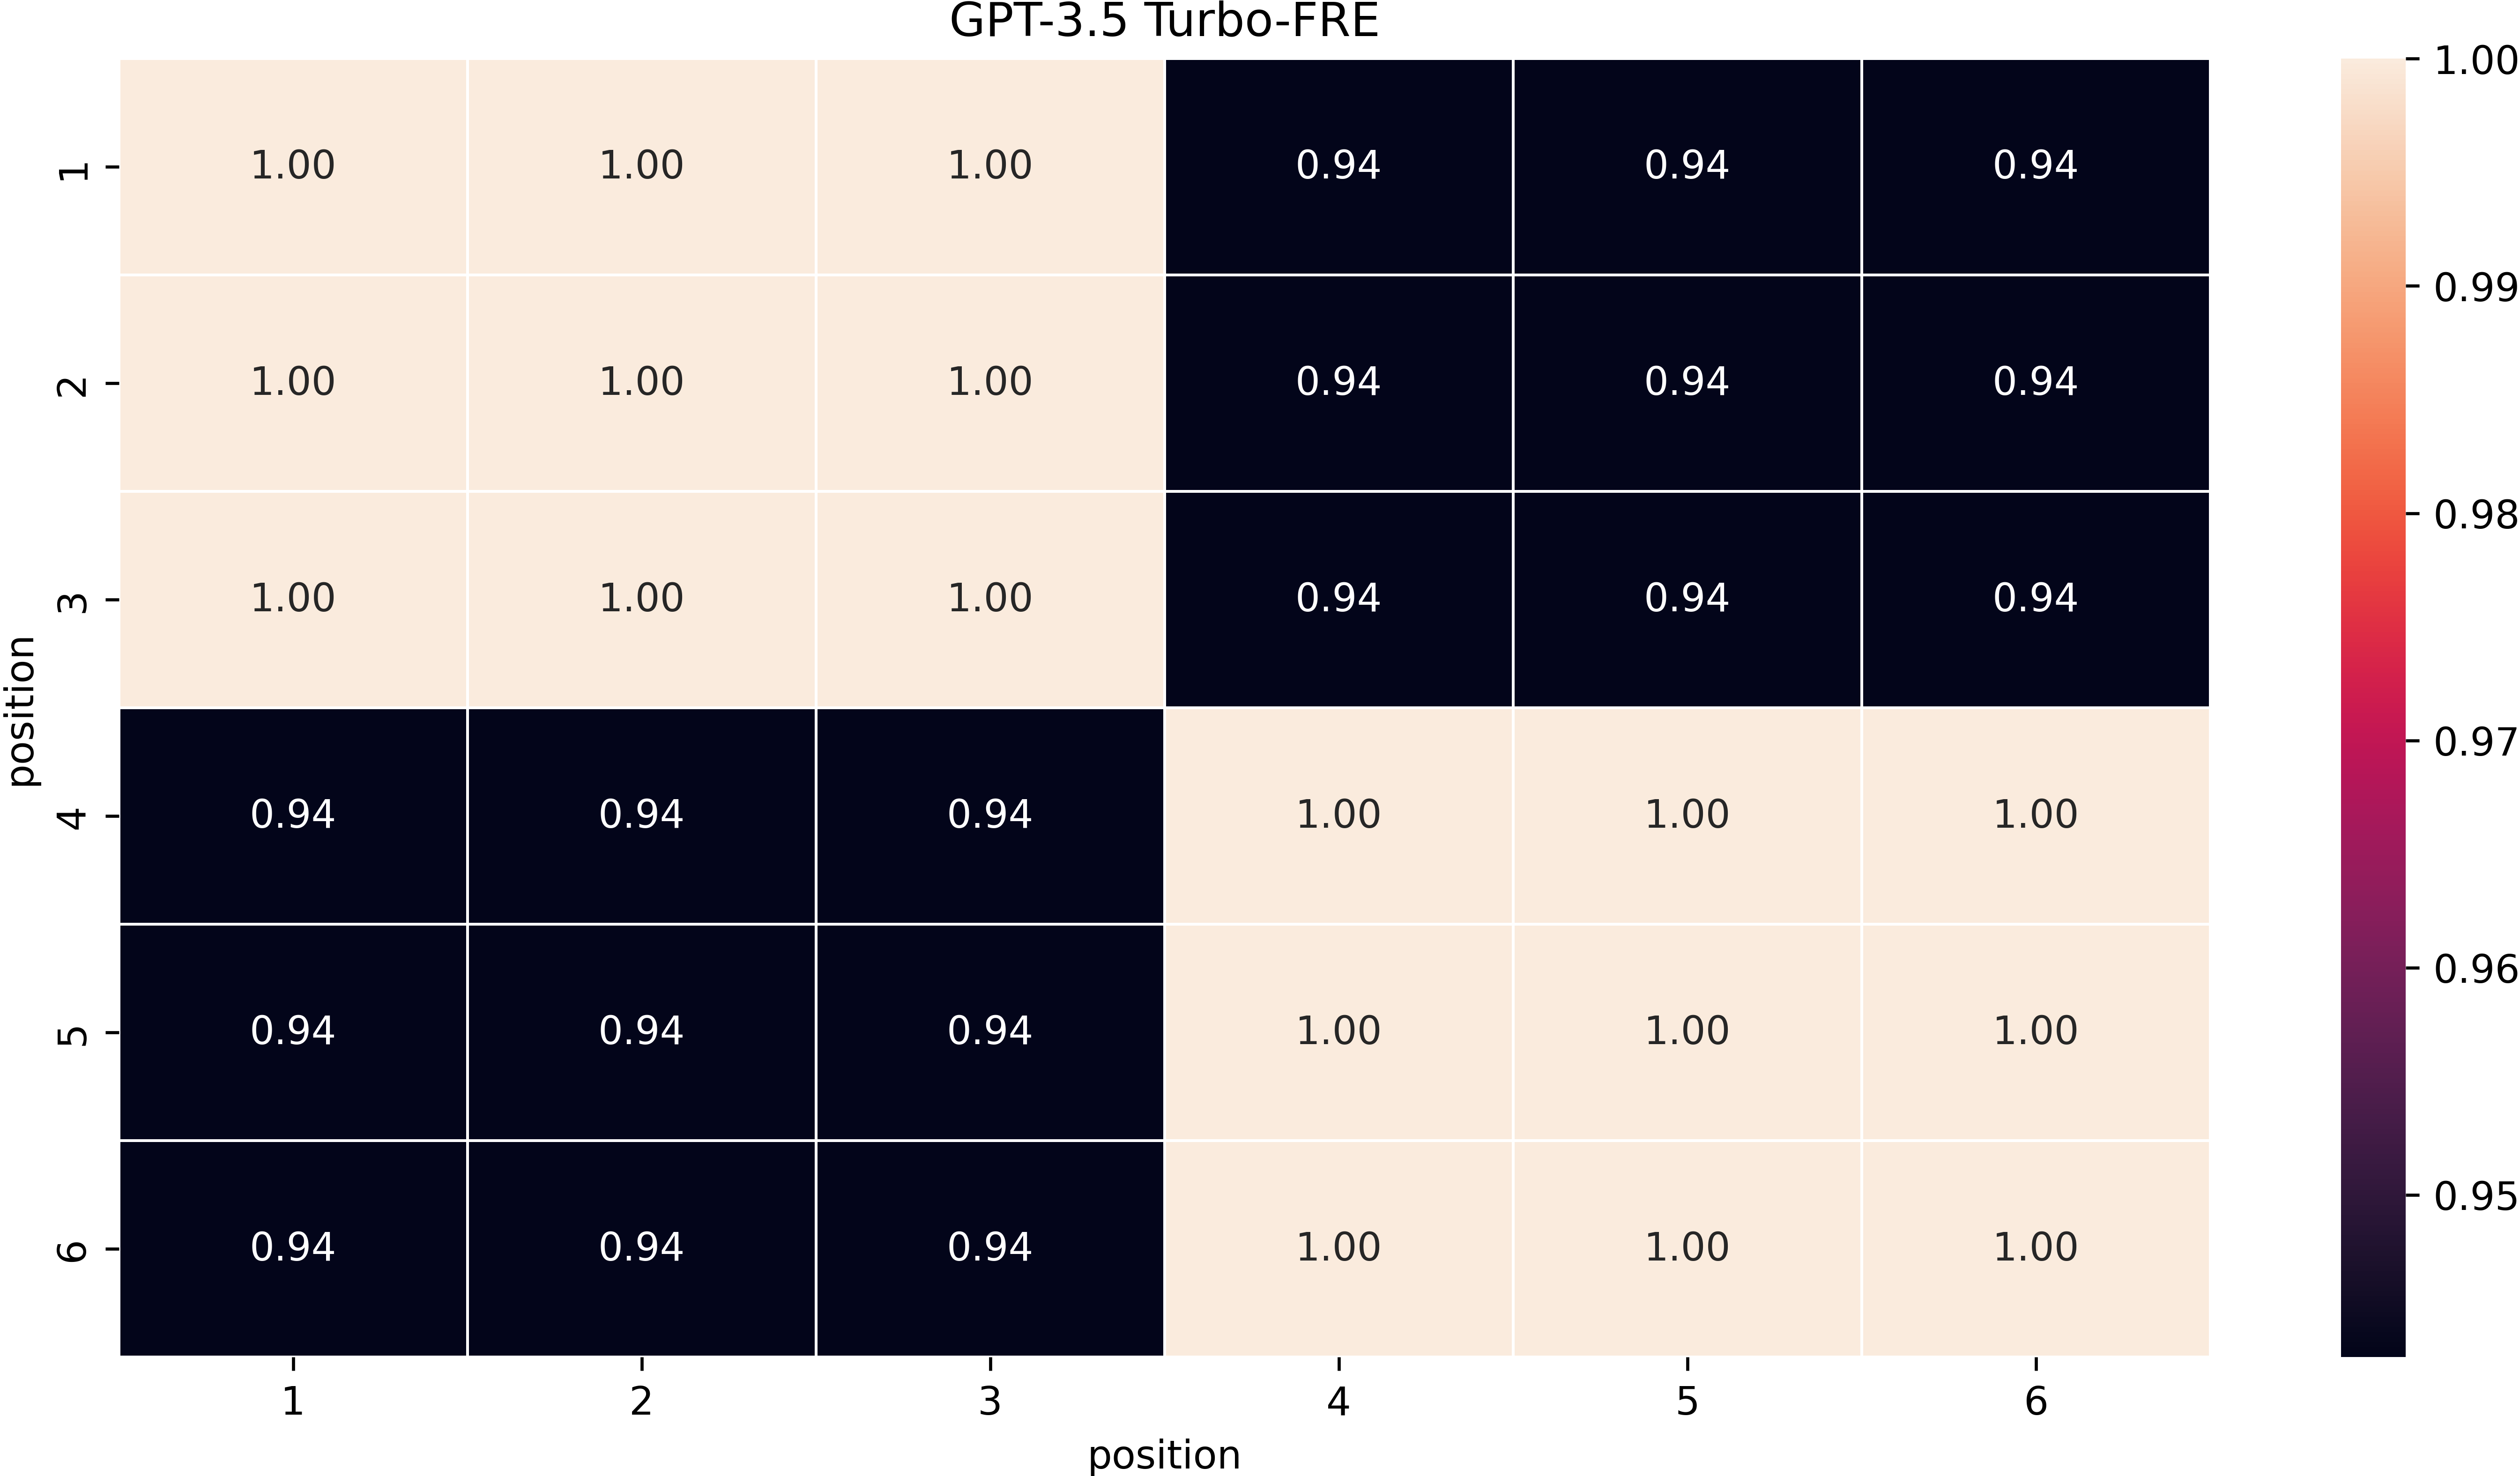 GPT-3.5 Turbo-FRE
1 1.00 1.00 1.00 0.94 0.94 0.94
2 1.00 1.00 1.00 0.94 0.94 0.94
3 1.00 1.00 1.00 0.94 0.94 0.94
4 0.94 0.94 0.94 1.00 1.00 1.00
5 0.94 0.94 0.94 1.00 1.00 1.00
6 0.94 0.94 0.94 1.00 1.00 1.00
position
1 2 3 4 5 6
position
1.00
0.99
0.98
0.97
0.96
0.95